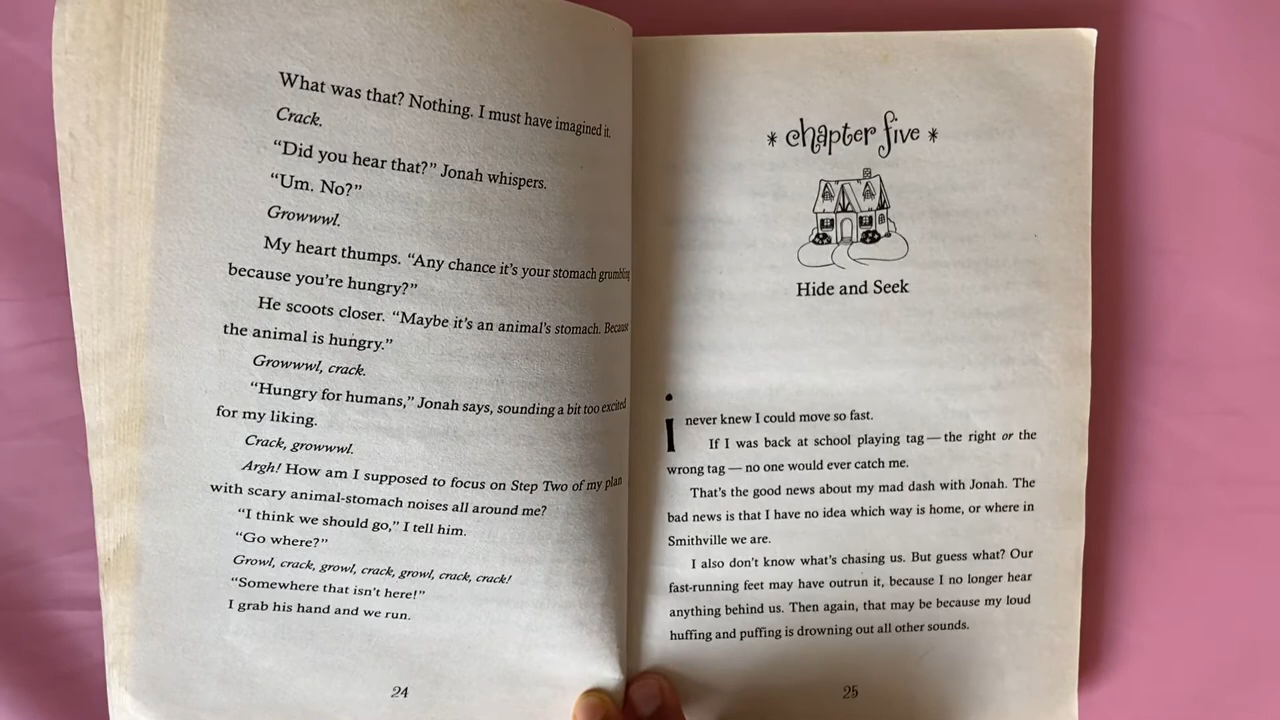 What was that? Nothing. I must have imagined it.
Crack.
“Did you hear that?” Jonah whispers.
“Um. No?”
Growwwl.
My heart thumps. “Any chance it’s your stomach grumbling
because you’re hungry?”
He scoots closer. “Maybe it’s an animal’s stomach. Because
the animal is hungry.”
Growwwl, crack.
“Hungry for humans,” Jonah says, sounding a bit too excited
for my liking.
Crack, growwwl.
Argh! How am I supposed to focus on Step Two of my plan
with scary animal-stomach noises all around me?
“I think we should go,” I tell him.
“Go where?”
Growl, crack, growl, crack, growl, crack, crack!
“Somewhere that isn’t here!”
I grab his hand and we run.
24
* chapter five *
Hide and Seek
i never knew I could move so fast.
If I was back at school playing tag — the right or the
wrong tag — no one would ever catch me.
That’s the good news about my mad dash with Jonah. The
bad news is that I have no idea which way is home, or where in
Smithville we are.
I also don’t know what’s chasing us. But guess what? Our
fast-running feet may have outrun it, because I no longer hear
anything behind us. Then again, that may be because my loud
huffing and puffing is drowning out all other sounds.
25